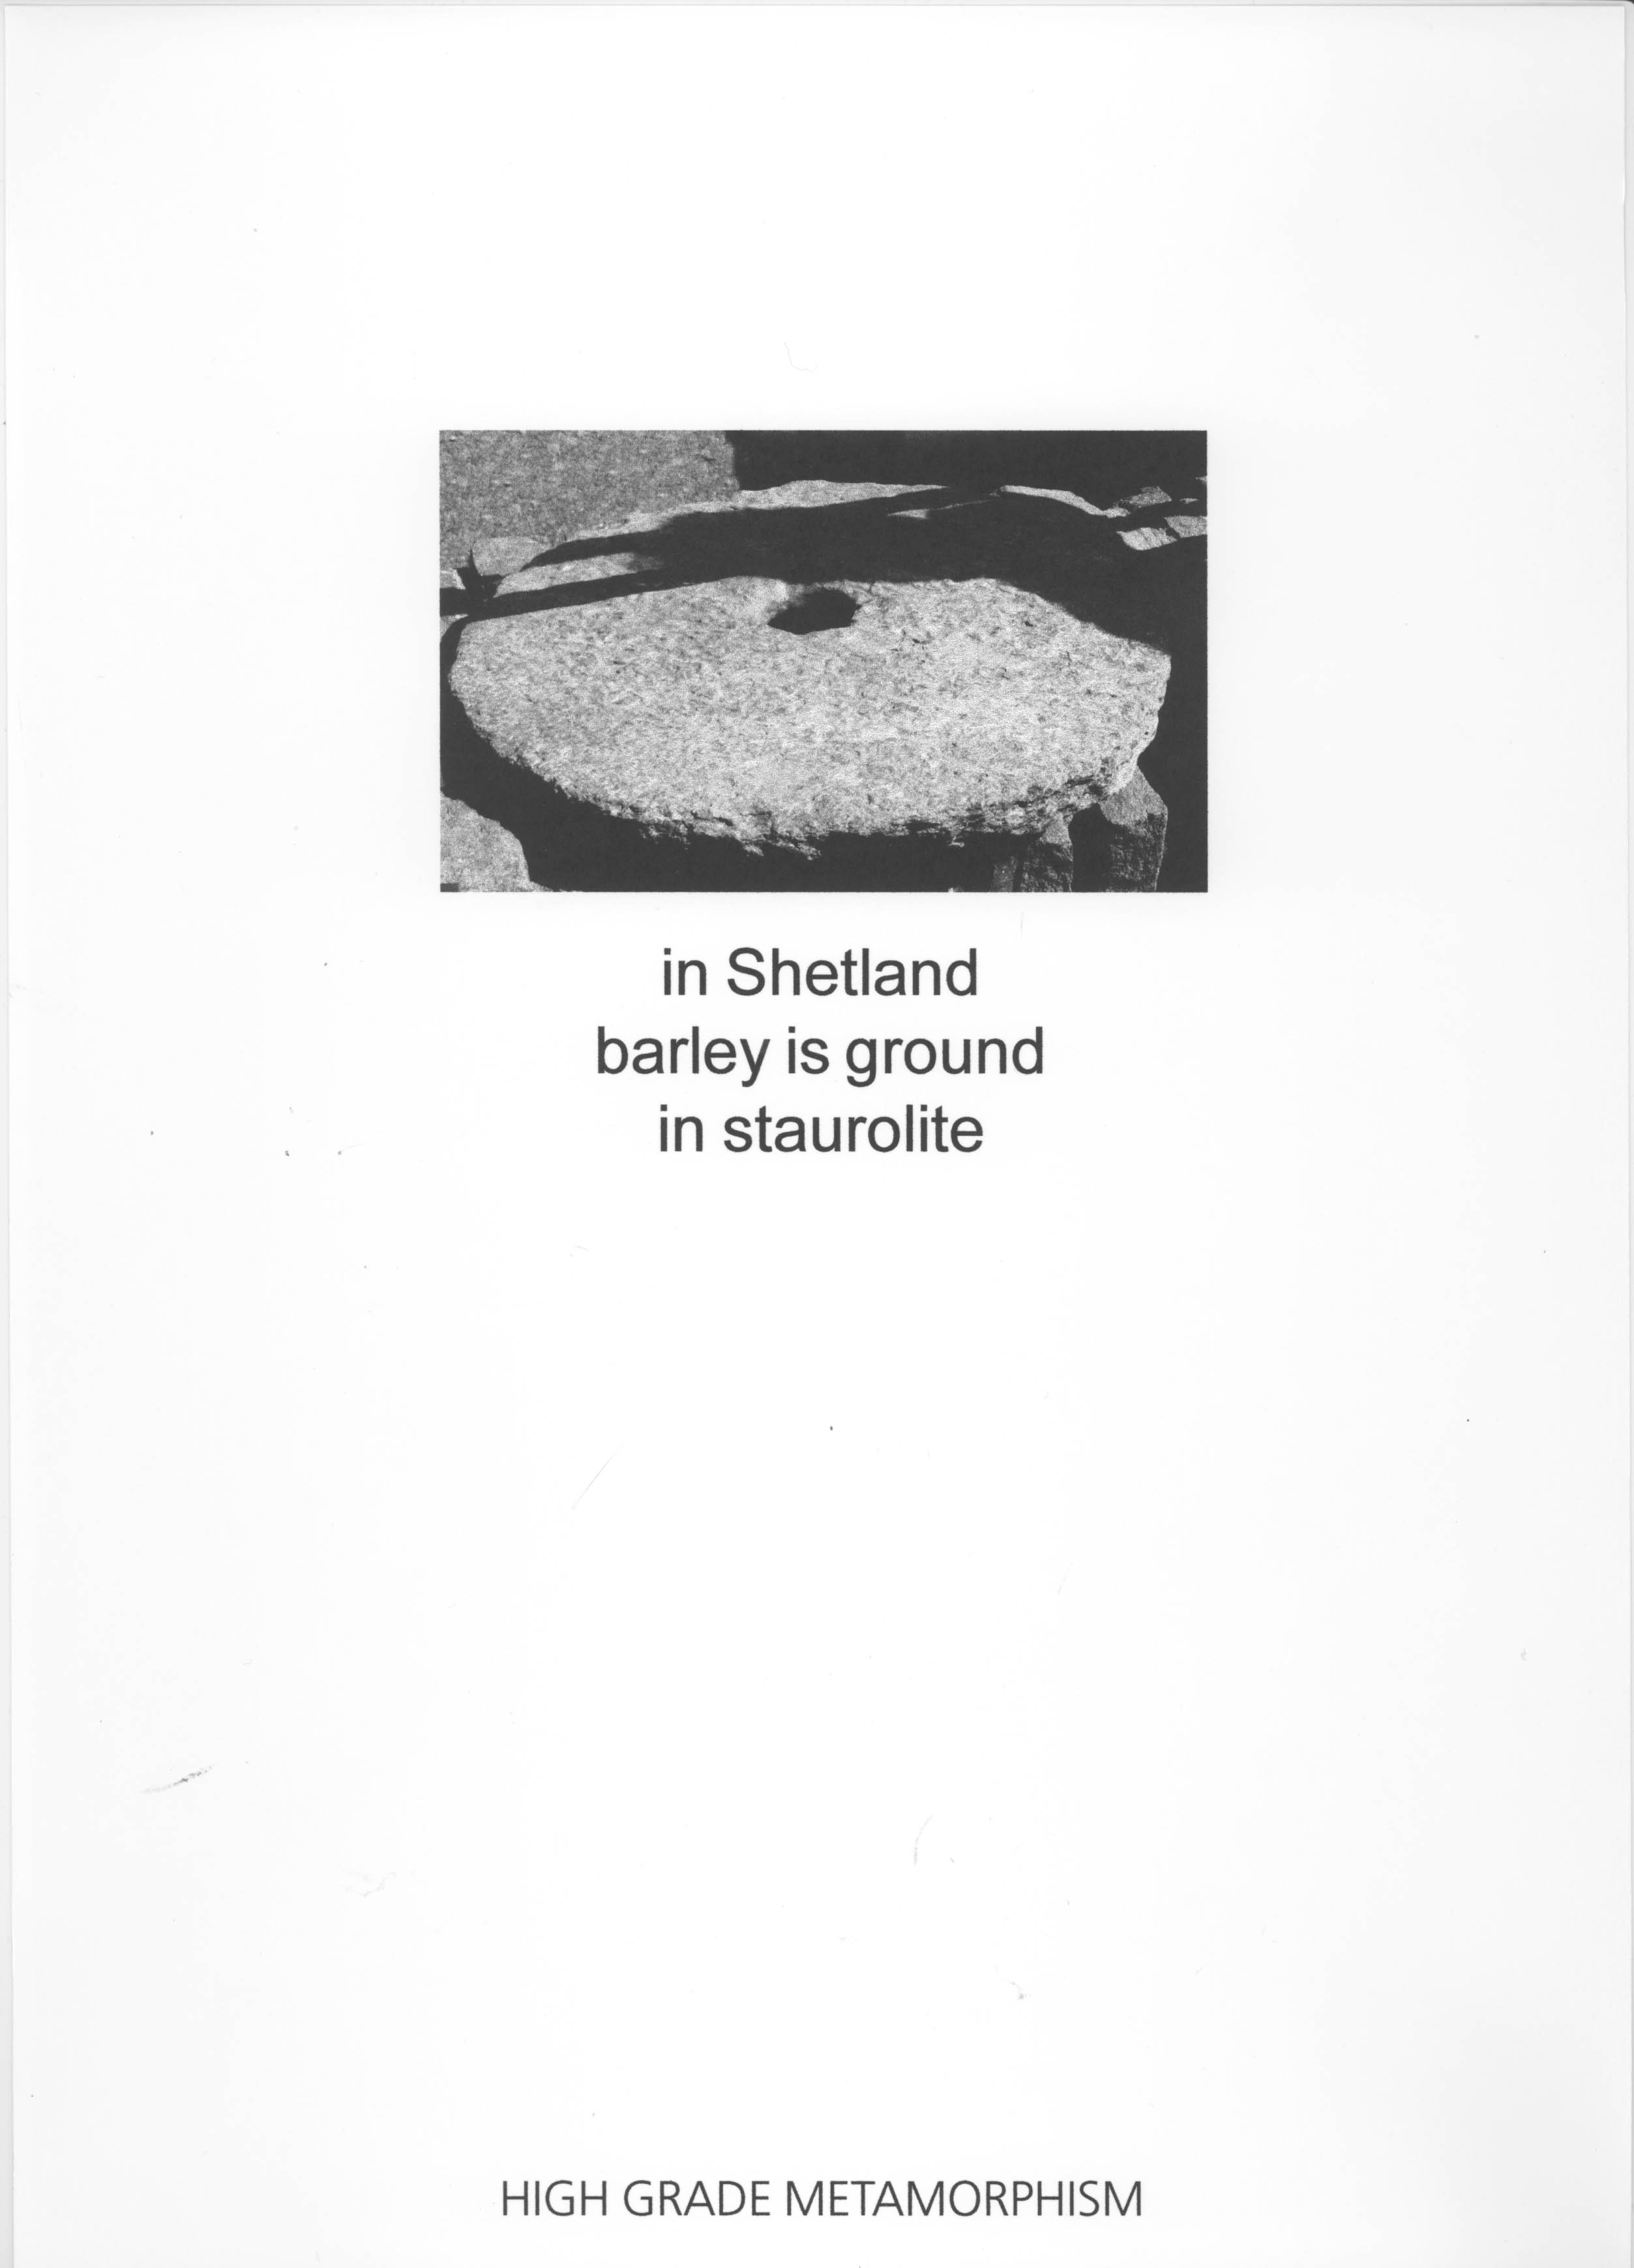 in Shetland
barley is ground
in staurolite
HIGH GRADE METAMORPHISM